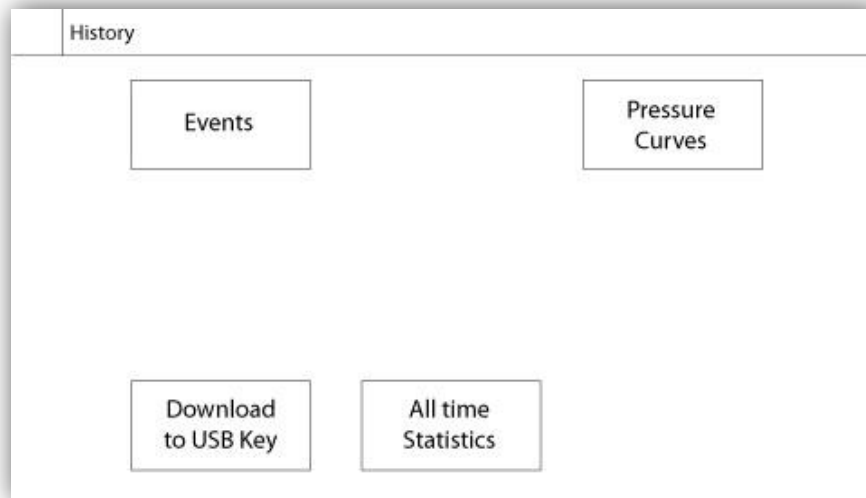 History
Events
Pressure
Curves
Download
to USB Key
All time
Statistics